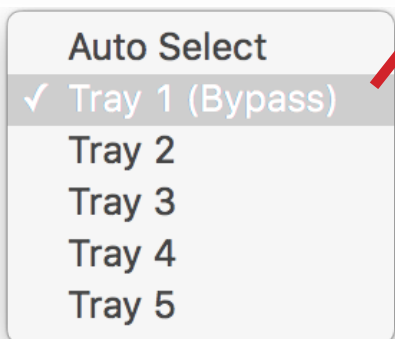 Auto Select
✓ Tray 1 (Bypass)
Tray 2
Tray 3
Tray 4
Tray 5